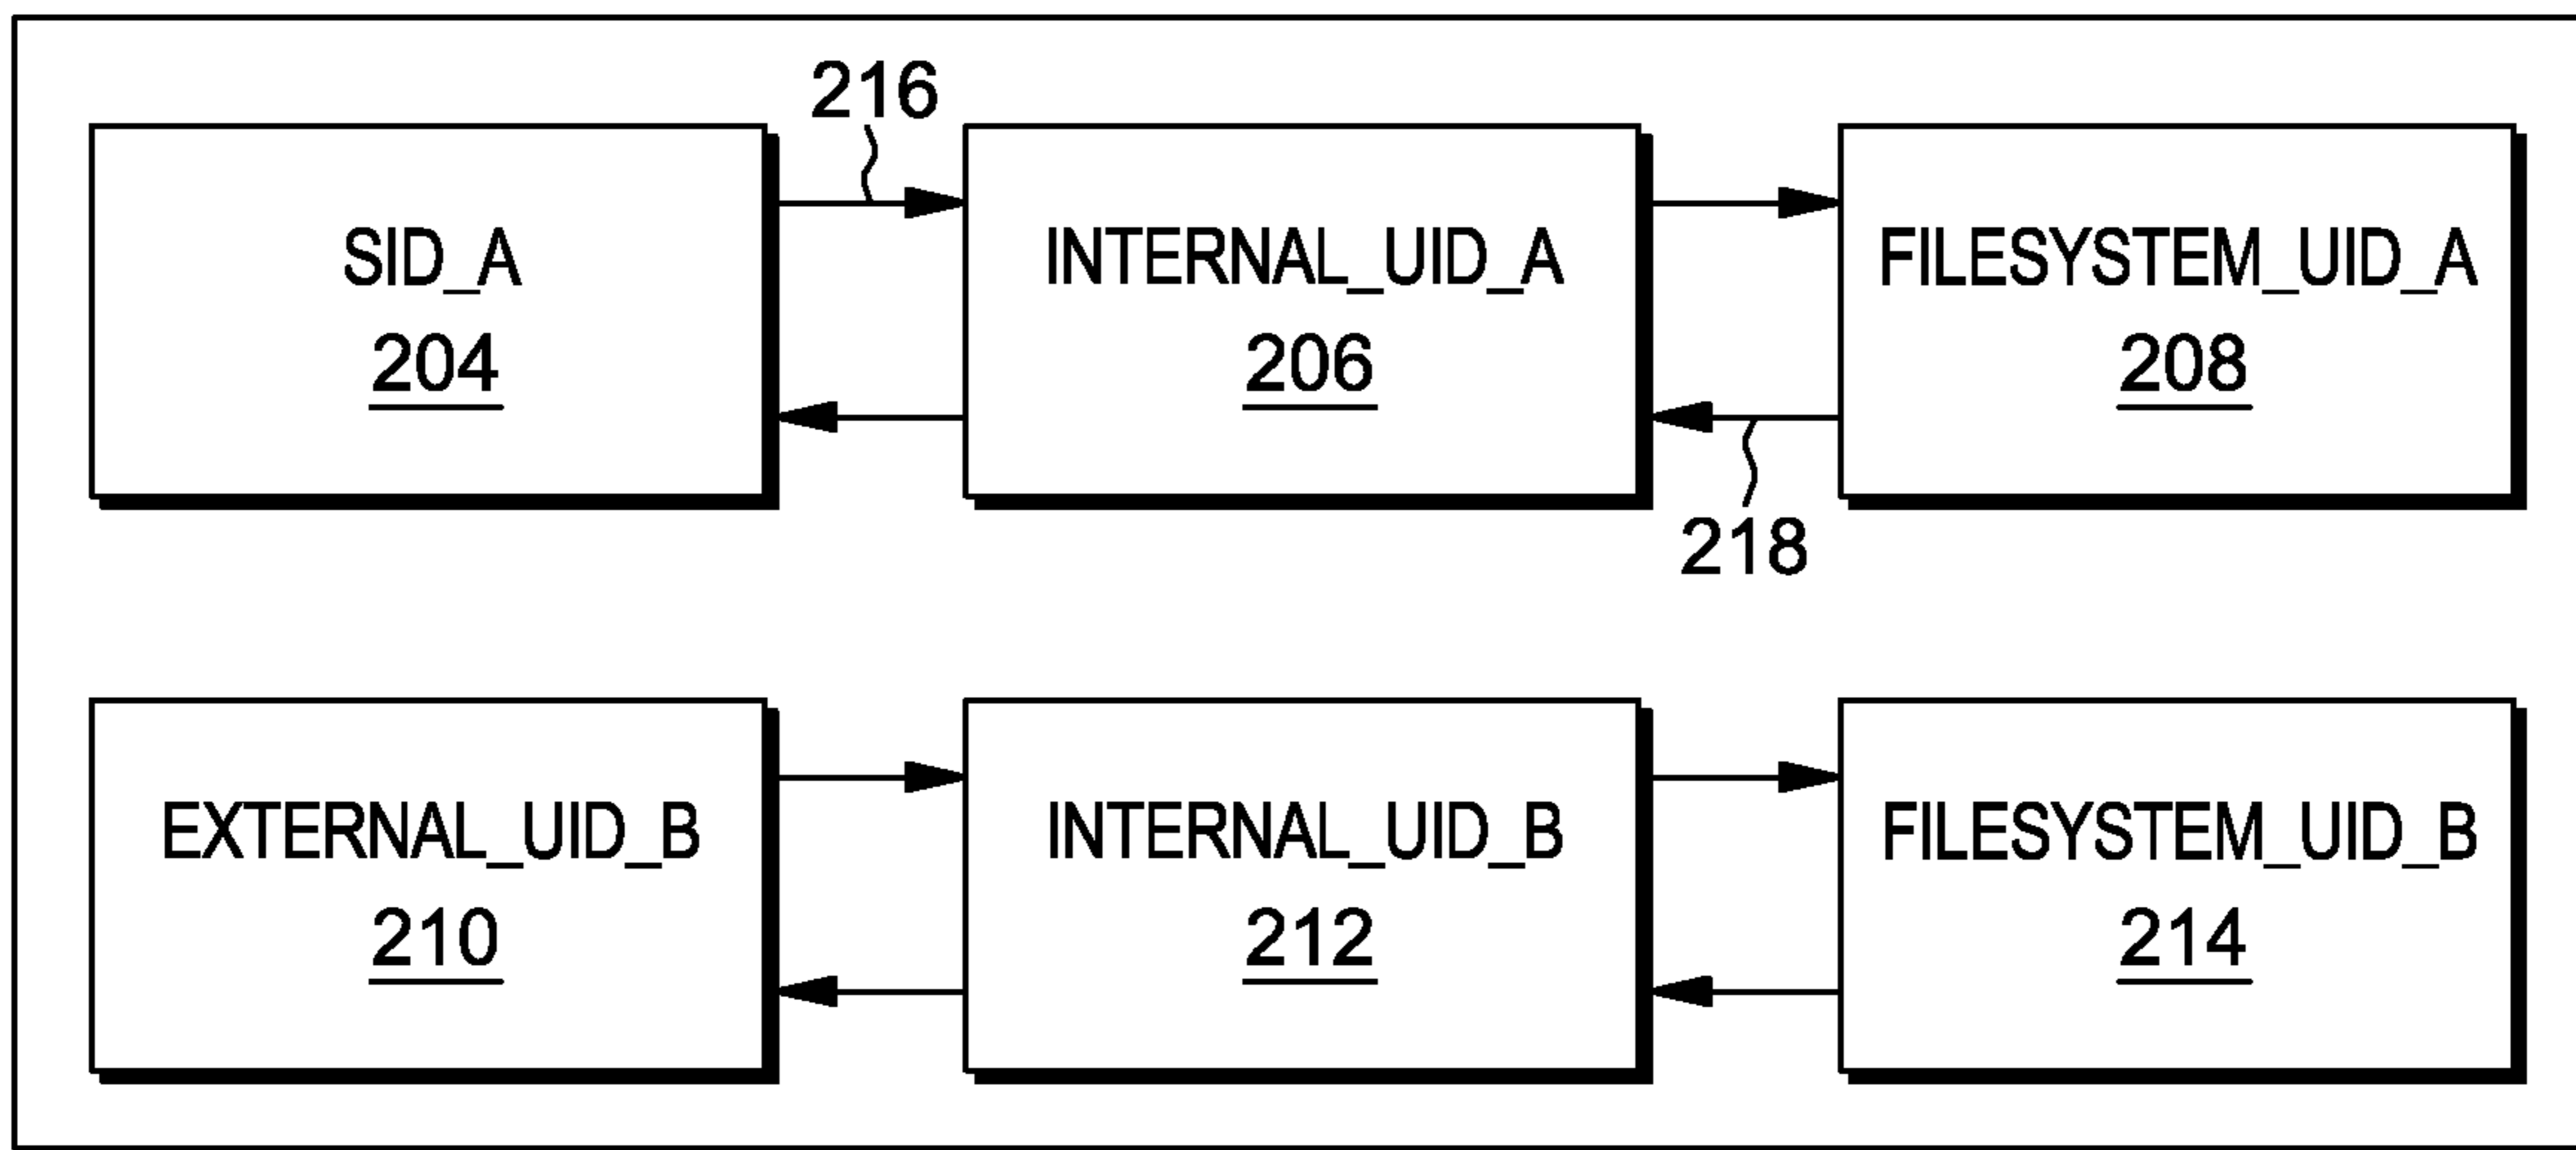 216
SID_A
204
INTERNAL_UID_A
206
FILESYSTEM_UID_A
208
218
EXTERNAL_UID_B
210
INTERNAL_UID_B
212
FILESYSTEM_UID_B
214